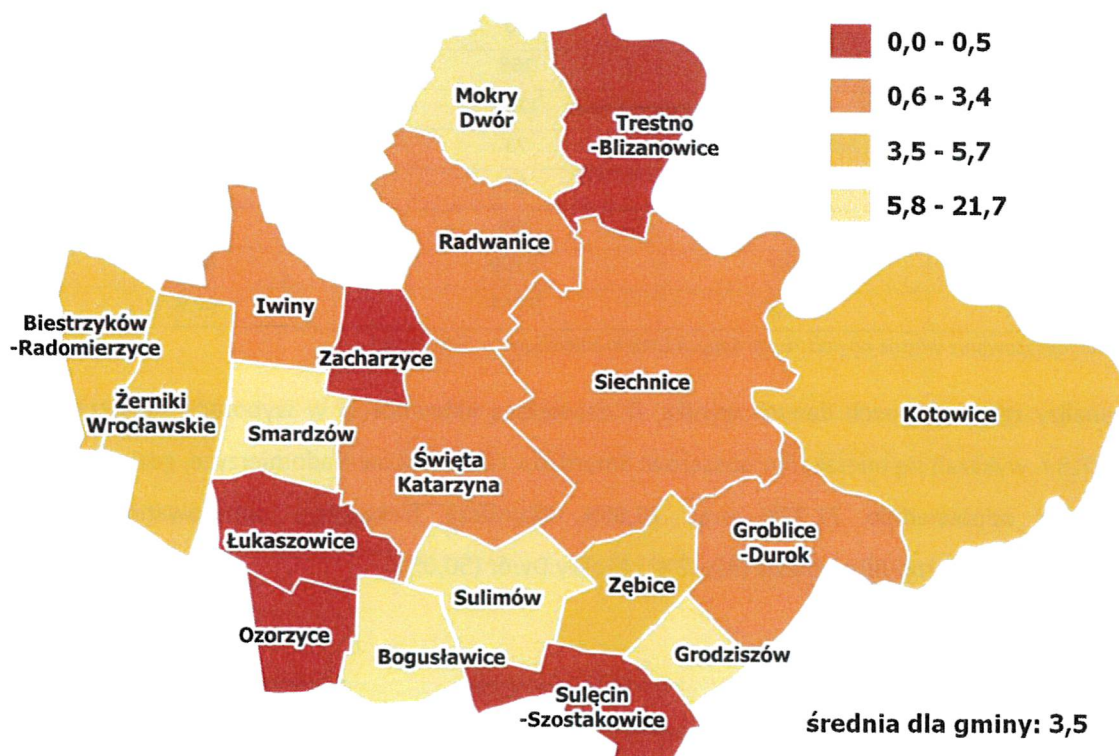 0,0 - 0,5
0,6 - 3,4
3,5 - 5,7
5,8 - 21,7
Mokry
Dwór
Trestno
-Blizanowice
Radwanice
Iwiny
Biestrzyków
-Radomierzyce
Zacharzyce
Siechnice
Żerniki
Wrocławskie
Kotowice
Smardzów
Święta
Katarzyna
Łukaszowice
Groblice
-Durok
Sulimów
Zębice
Ozorzyce
Bogusławice
Grodziszów
Sulęcin
-Szostakowice
średnia dla gminy: 3,5